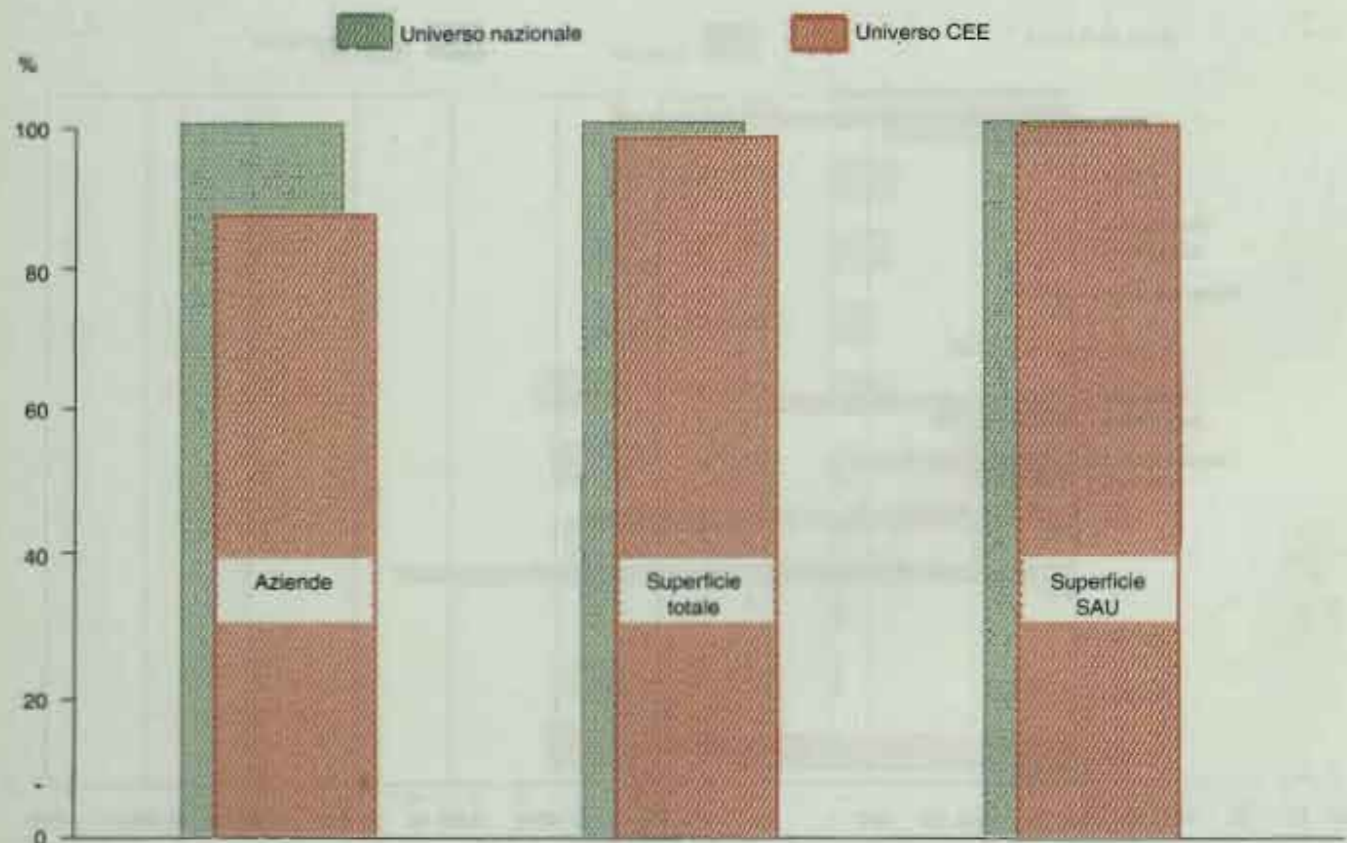 Universo nazionale
Universo CEE
%
100
80
60
40
20
-
0
Aziende
Superficie
totale
Superficie
SAU